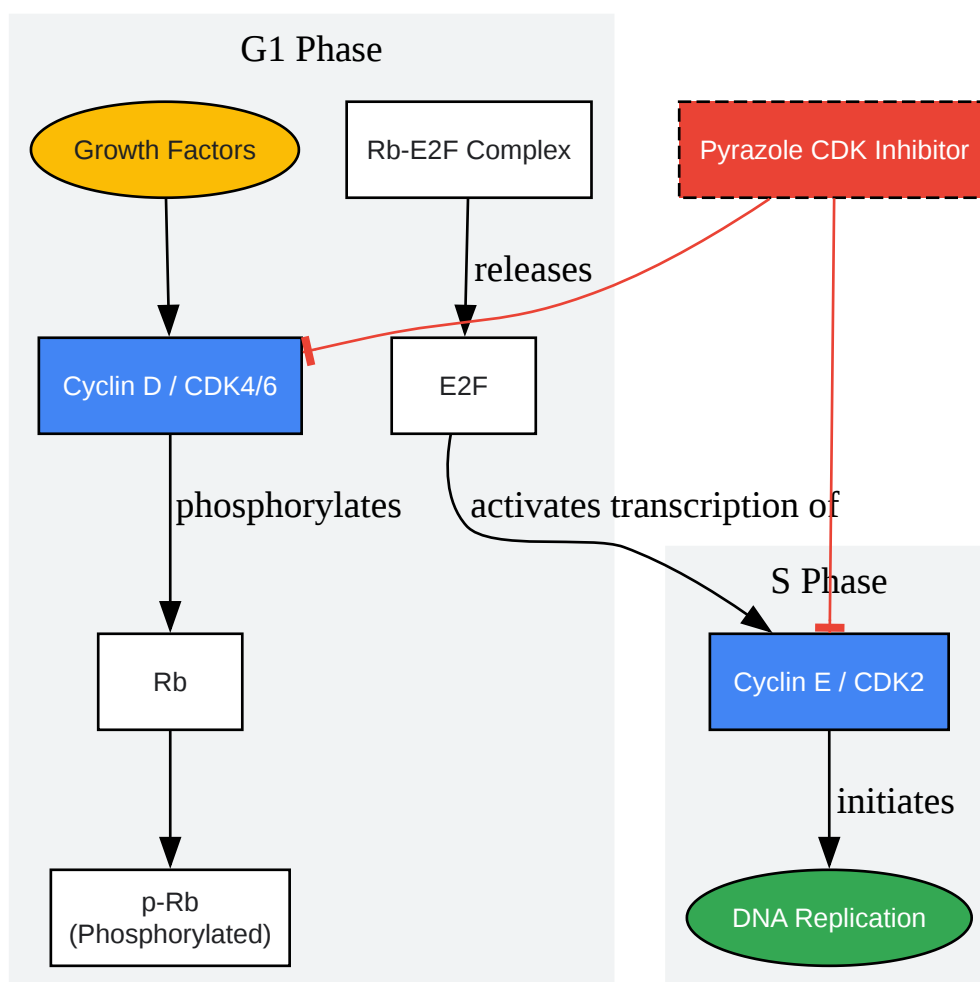 G1 Phase
Growth Factors
Rb-E2F Complex
Pyrazole CDK Inhibitor
releases
Cyclin D / CDK4/6
E2F
phosphorylates
activates transcription of
S Phase
Rb
Cyclin E / CDK2
initiates
p-Rb
(Phosphorylated)
DNA Replication